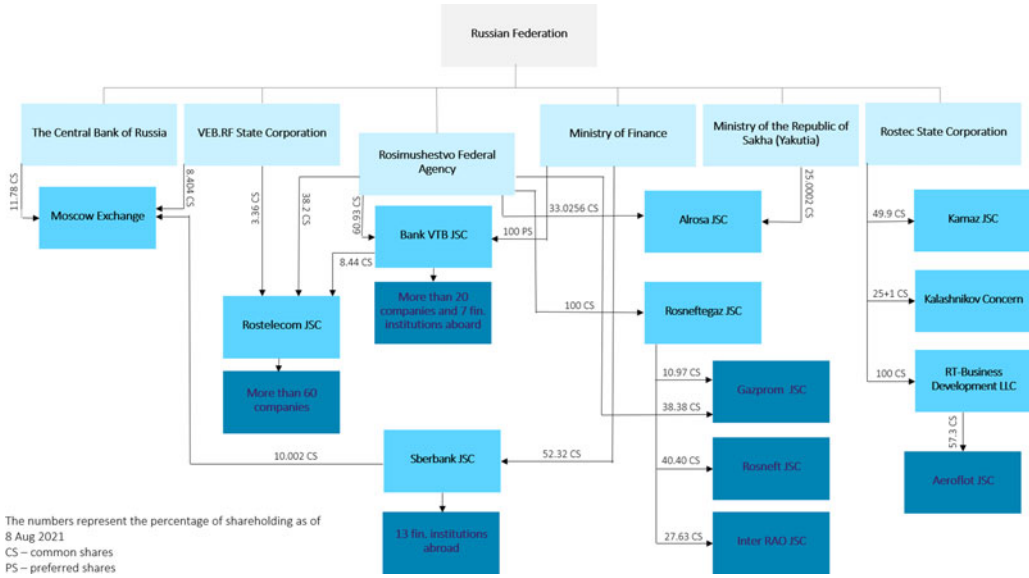 Russian Federation
The Central Bank of Russia
VEB.RF State Corporation
Rosimushestvo Federal
Agency
Ministry of Finance
Ministry of the Republic of
Sakha (Yakutia)
Rostec State Corporation
11.78 CS
8.404 CS
3.96 CS
38.2 CS
60.93 CS
33.0256 CS
25.0002 CS
Moscow Exchange
Bank VTB JSC
100 PS
Alrosa JSC
49.9 CS
Kamaz JSC
8.44 CS
More than 20
companies and 7 fin.
institutions aboard
25+1 CS
Kalashnikov Concern
Rostelecom JSC
100 CS
Rosneftegaz JSC
100 CS
RT-Business
Development LLC
More than 60
companies
10.97 CS
38.38 CS
Gazprom JSC
57.3 CS
10.002 CS
Sberbank JSC
52.32 CS
40.40 CS
Rosneft JSC
Aeroflot JSC
13 fin. institutions
abroad
27.63 CS
Inter RAO JSC
The numbers represent the percentage of shareholding as of
8 Aug 2021
CS – common shares
PS – preferred shares